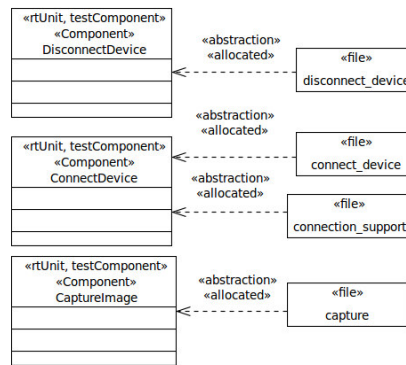 «rtUnit, testComponent»
«Component»
DisconnectDevice
«abstraction»
«allocated»
«file»
disconnect_device
«rtUnit, testComponent»
«Component»
ConnectDevice
«abstraction»
«allocated»
«file»
connect_device
«abstraction»
«allocated»
«file»
connection_support
«rtUnit, testComponent»
«Component»
CaptureImage
«abstraction»
«allocated»
«file»
capture